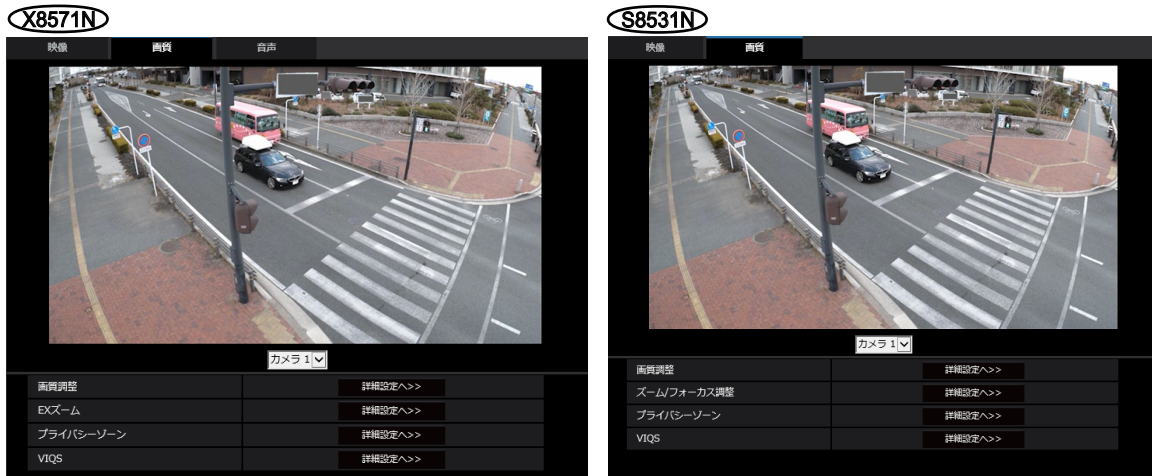 X8571N
映像 画質 音声
カメラ 1
画質調整 詳細設定へ>>
EXズーム 詳細設定へ>>
プライバシーゾーン 詳細設定へ>>
VIQS 詳細設定へ>>
S8531N
映像 画質
カメラ 1
画質調整 詳細設定へ>>
ズーム/フォーカス調整 詳細設定へ>>
プライバシーゾーン 詳細設定へ>>
VIQS 詳細設定へ>>